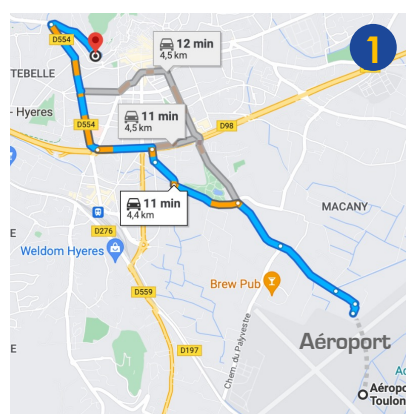 1
D554
12 min
4,5 km
TEBELLE
11 min
4,5 km
- Hyeres
D554
D98
11 min
4,4 km
MACANY
D276
Weldom Hyeres
Brew Pub
D559
Chem. du Palyvestre
Aéroport
D197
E
E
Aé
Aéropo
Toulon